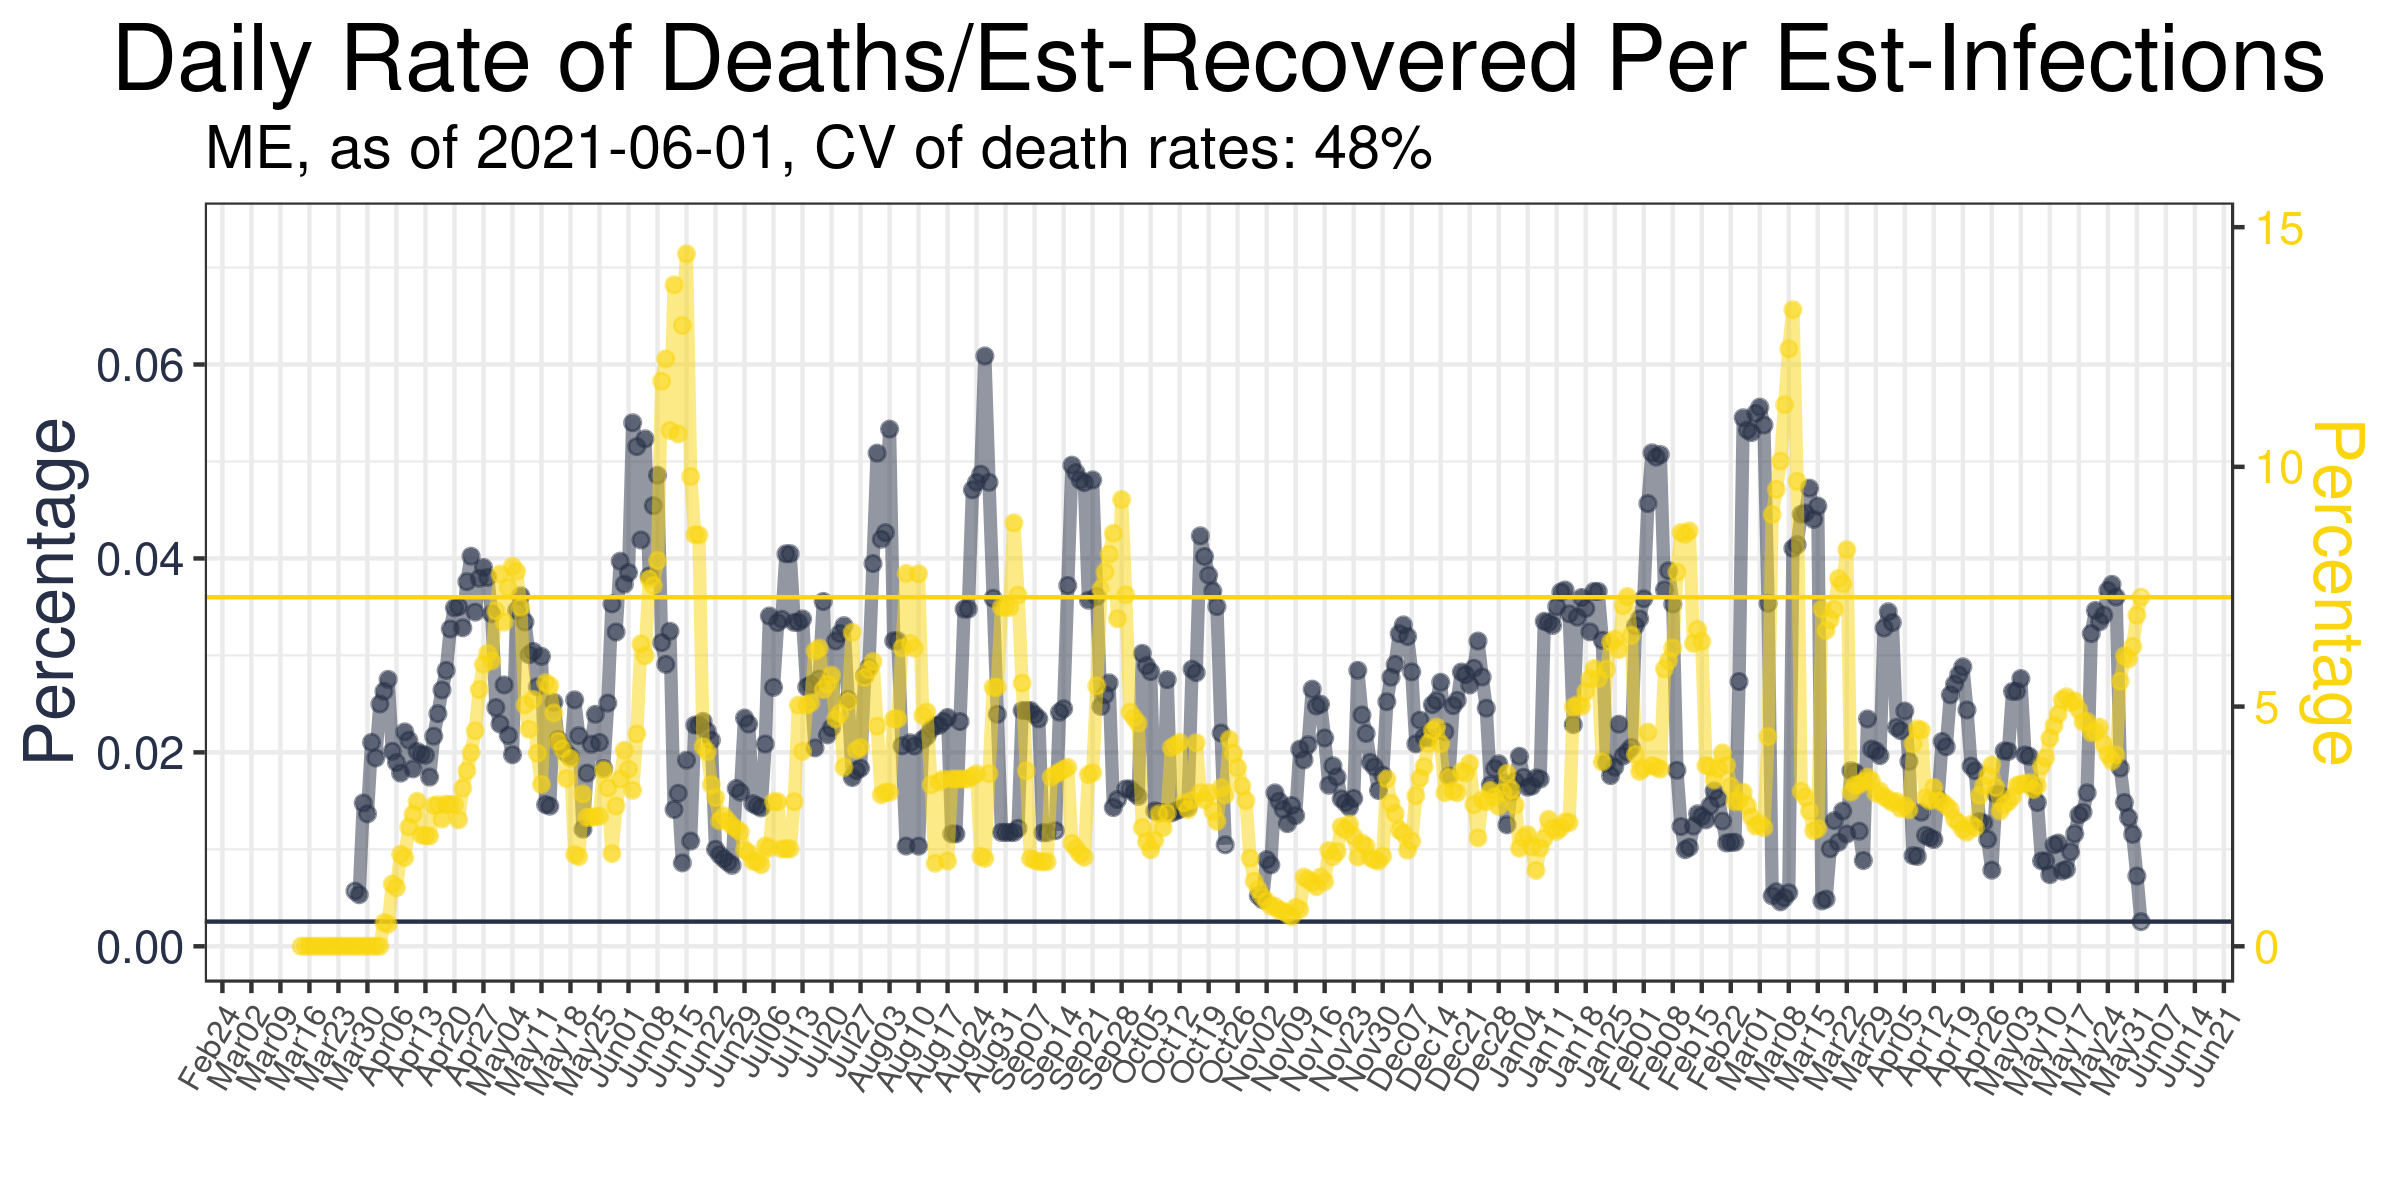 Daily Rate of Deaths/Est-Recovered Per Est-Infections
ME, as of 2021-06-01, CV of death rates: 48%
Percentage
0.06
0.04
0.02
0.00
15
10
5
0
Percentage
Feb24
Mar02
Mar09
Mar16
Mar23
Mar30
Apr06
Apr13
Apr20
Apr27
May04
May11
May18
May25
Jun01
Jun08
Jun15
Jun22
Jun29
Jul06
Jul13
Jul20
Jul27
Aug03
Aug10
Aug17
Aug24
Aug31
Sep07
Sep14
Sep21
Sep28
Oct05
Oct12
Oct19
Oct26
Nov02
Nov09
Nov16
Nov23
Nov30
Dec07
Dec14
Dec21
Dec28
Jan04
Jan11
Jan18
Jan25
Feb01
Feb08
Feb15
Feb22
Mar01
Mar08
Mar15
Mar22
Mar29
Apr05
Apr12
Apr19
Apr26
May03
May10
May17
May24
May31
Jun07
Jun14
Jun21